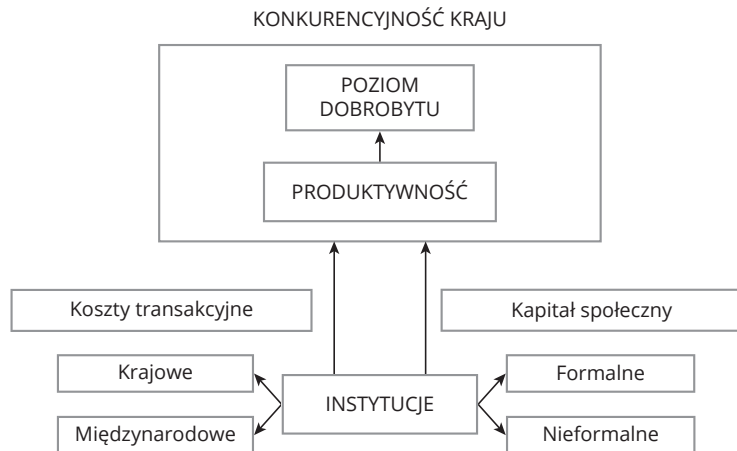 KONKURENCYJNOŚĆ KRAJU
POZIOM
DOBROBYTU
PRODUKTYWNOŚĆ
Koszty transakcyjne
Kapitał społeczny
Krajowe
Formalne
INSTYTUCJE
Międzynarodowe
Nieformalne